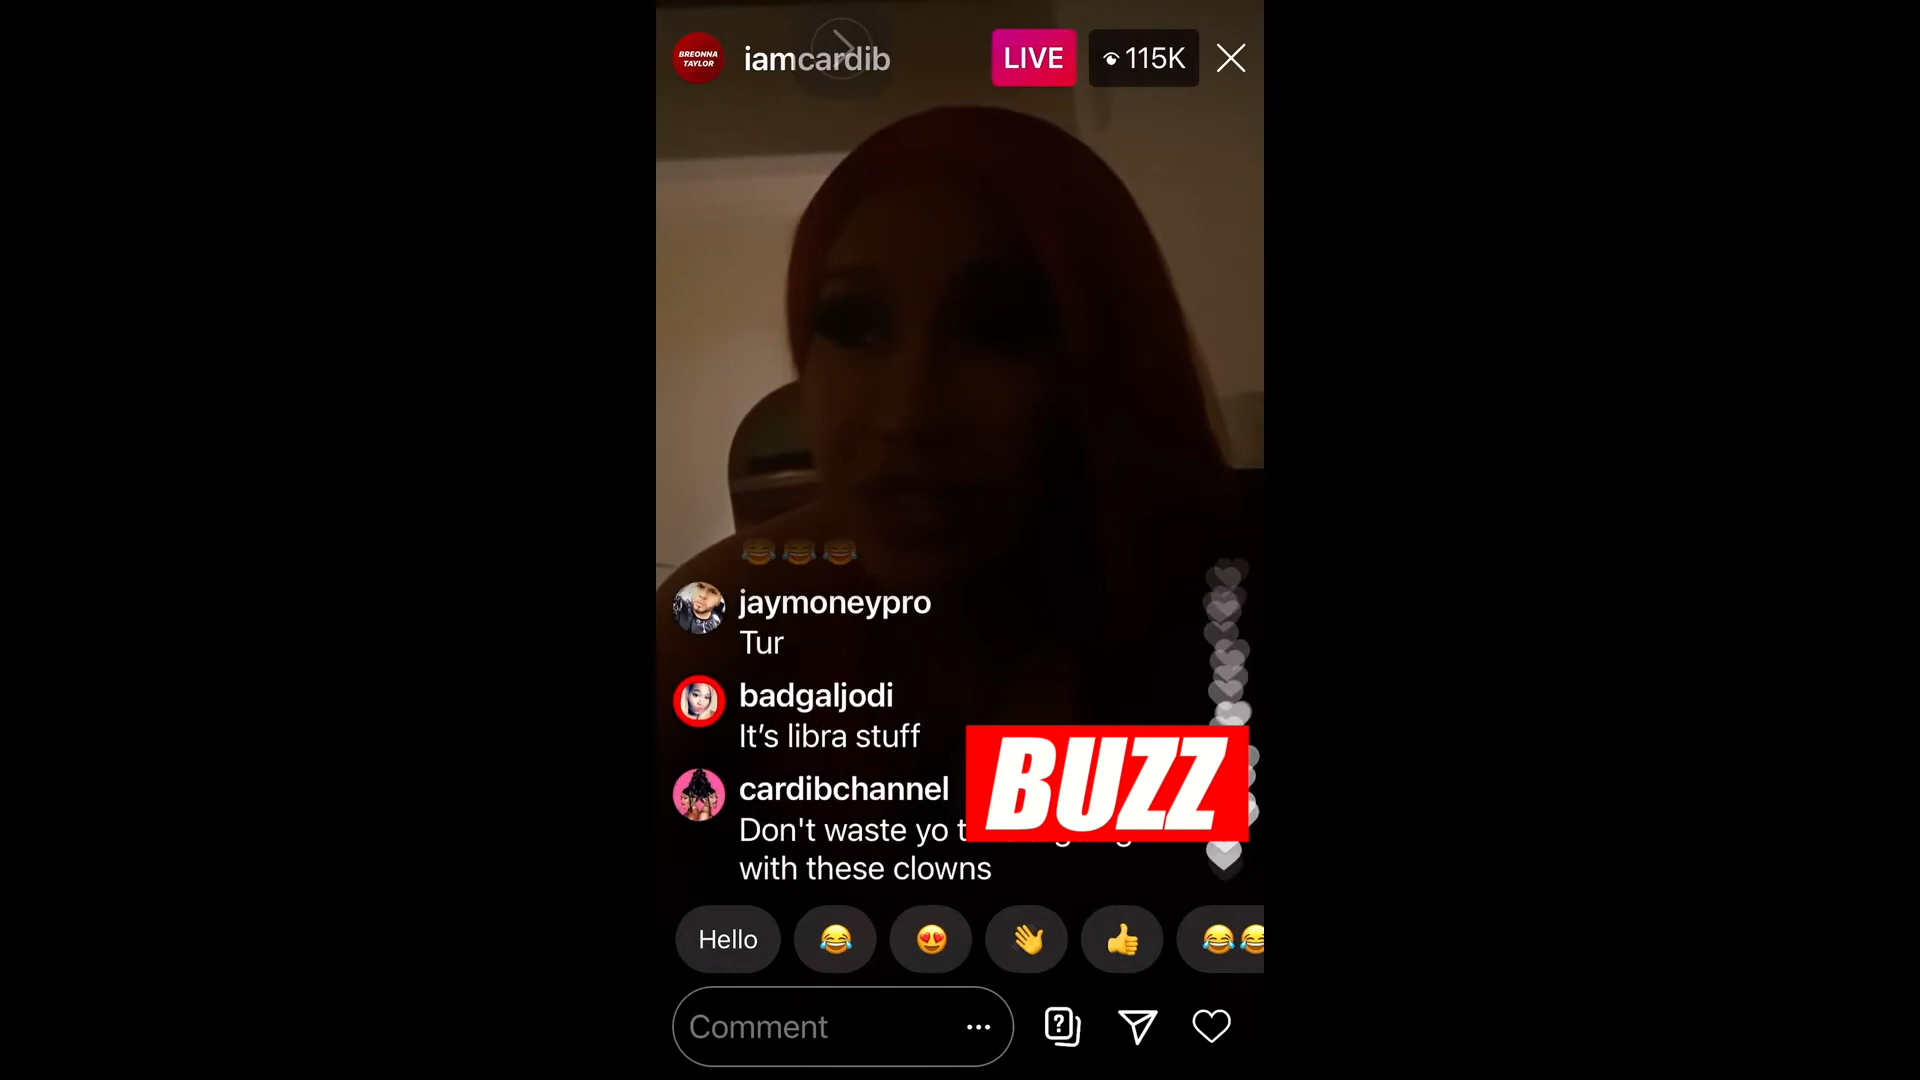 BREONNA
TAYLOR
iamcardib
LIVE
115K
😂😂😂
jaymoneypro
Tur
badgaljodi
It’s libra stuff
cardibchannel
Don't waste yo
with these clowns
BUZZ
Hello
😂 😍 👋 👍 😂😂
Comment